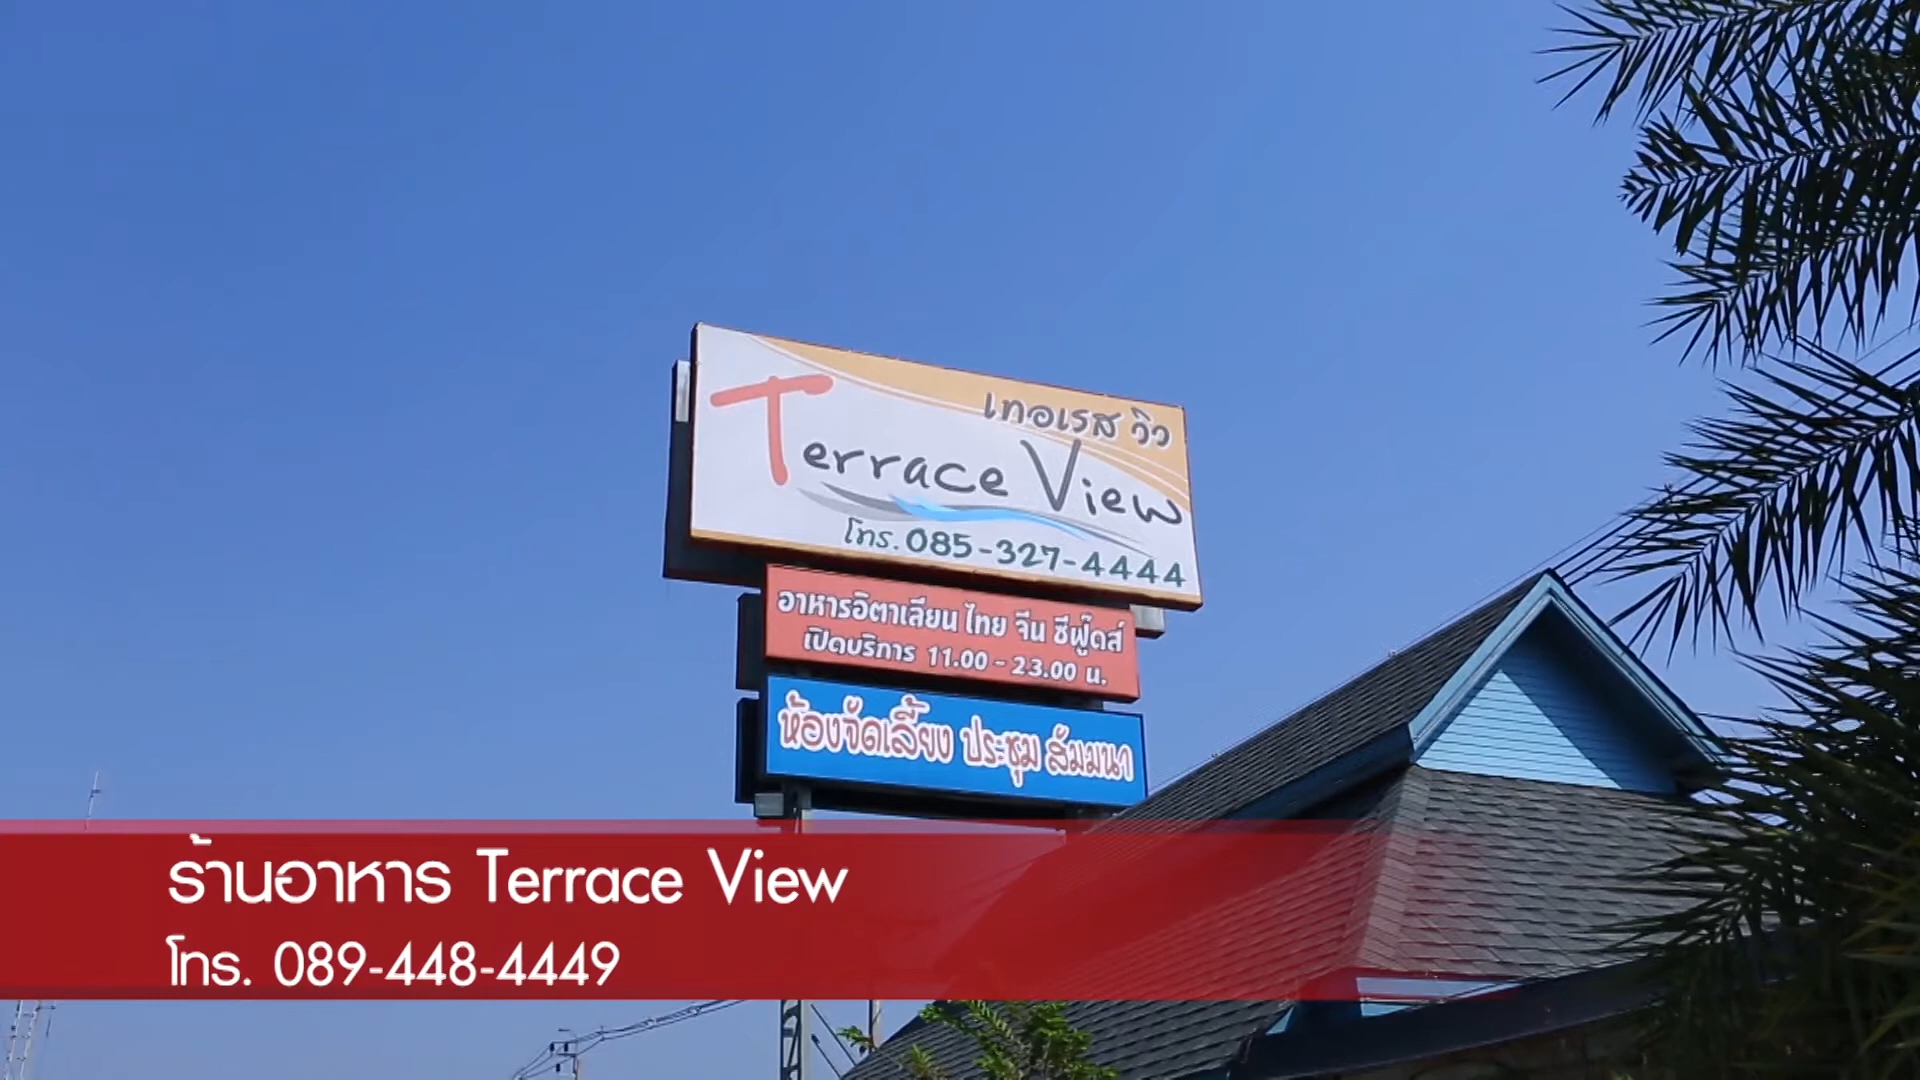 เทอเรส วิว
Terrace View
โทร. 085-327-4444
อาหารอิตาเลียน ไทย จีน ซีฟู๊ดส์
เปิดบริการ 11.00 - 23.00 น.
ห้องจัดเลี้ยง ประชุม สัมมนา
ร้านอาหาร Terrace View
โทร. 089-448-4449